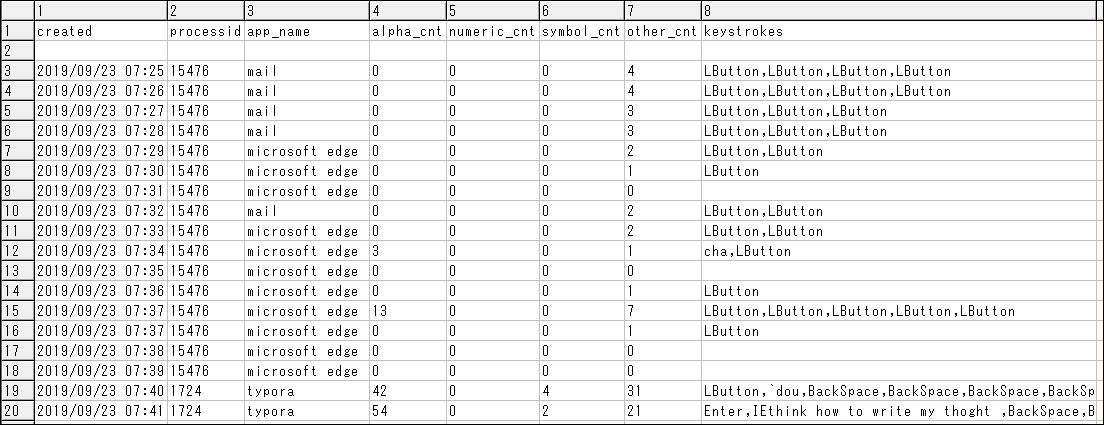 1 2 3 4 5 6 7 8
1 created processid app_name alpha_cnt numeric_cnt symbol_cnt other_cnt keystrokes
2
3 2019/09/23 07:25 15476 mail 0 0 0 4 LButton,LButton,LButton,LButton
4 2019/09/23 07:26 15476 mail 0 0 0 4 LButton,LButton,LButton,LButton
5 2019/09/23 07:27 15476 mail 0 0 0 3 LButton,LButton,LButton
6 2019/09/23 07:28 15476 mail 0 0 0 3 LButton,LButton,LButton
7 2019/09/23 07:29 15476 microsoft edge 0 0 0 2 LButton,LButton
8 2019/09/23 07:30 15476 microsoft edge 0 0 0 1 LButton
9 2019/09/23 07:31 15476 microsoft edge 0 0 0 0
10 2019/09/23 07:32 15476 mail 0 0 0 2 LButton,LButton
11 2019/09/23 07:33 15476 microsoft edge 0 0 0 2 LButton,LButton
12 2019/09/23 07:34 15476 microsoft edge 3 0 0 1 cha,LButton
13 2019/09/23 07:35 15476 microsoft edge 0 0 0 0
14 2019/09/23 07:36 15476 microsoft edge 0 0 0 1 LButton
15 2019/09/23 07:37 15476 microsoft edge 13 0 0 7 LButton,LButton,LButton,LButton,LButton
16 2019/09/23 07:37 15476 microsoft edge 0 0 0 1 LButton
17 2019/09/23 07:38 15476 microsoft edge 0 0 0 0
18 2019/09/23 07:39 15476 microsoft edge 0 0 0 0
19 2019/09/23 07:40 1724 typora 42 0 4 31 LButton,`dou,BackSpace,BackSpace,BackSpace,BackSp
20 2019/09/23 07:41 1724 typora 54 0 2 21 Enter,IEthink how to write my thoght ,BackSpace,B